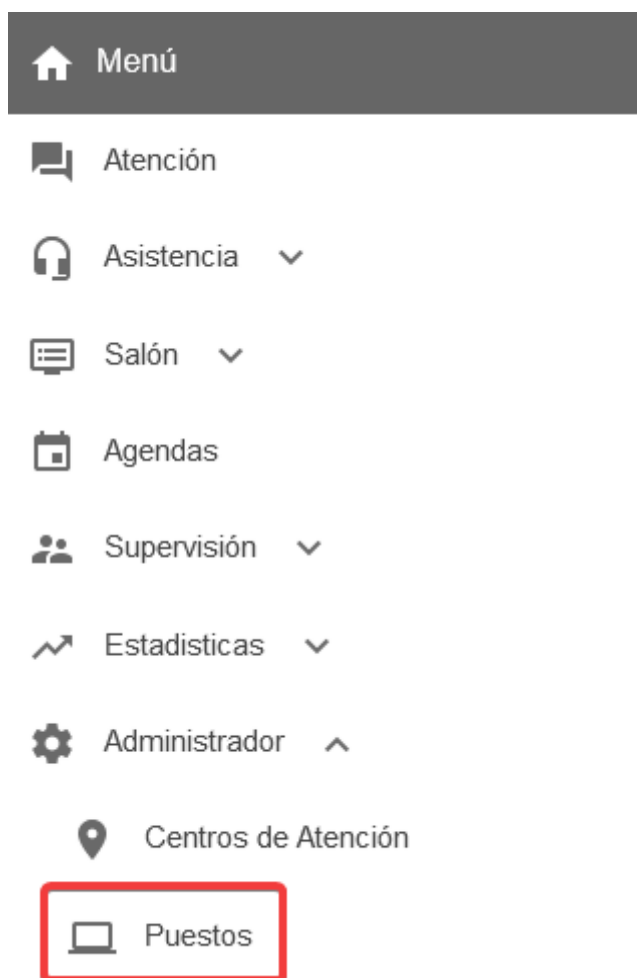 Menú
Atención
Asistencia
Salón
Agendas
Supervisión
Estadisticas
Administrador
Centros de Atención
Puestos